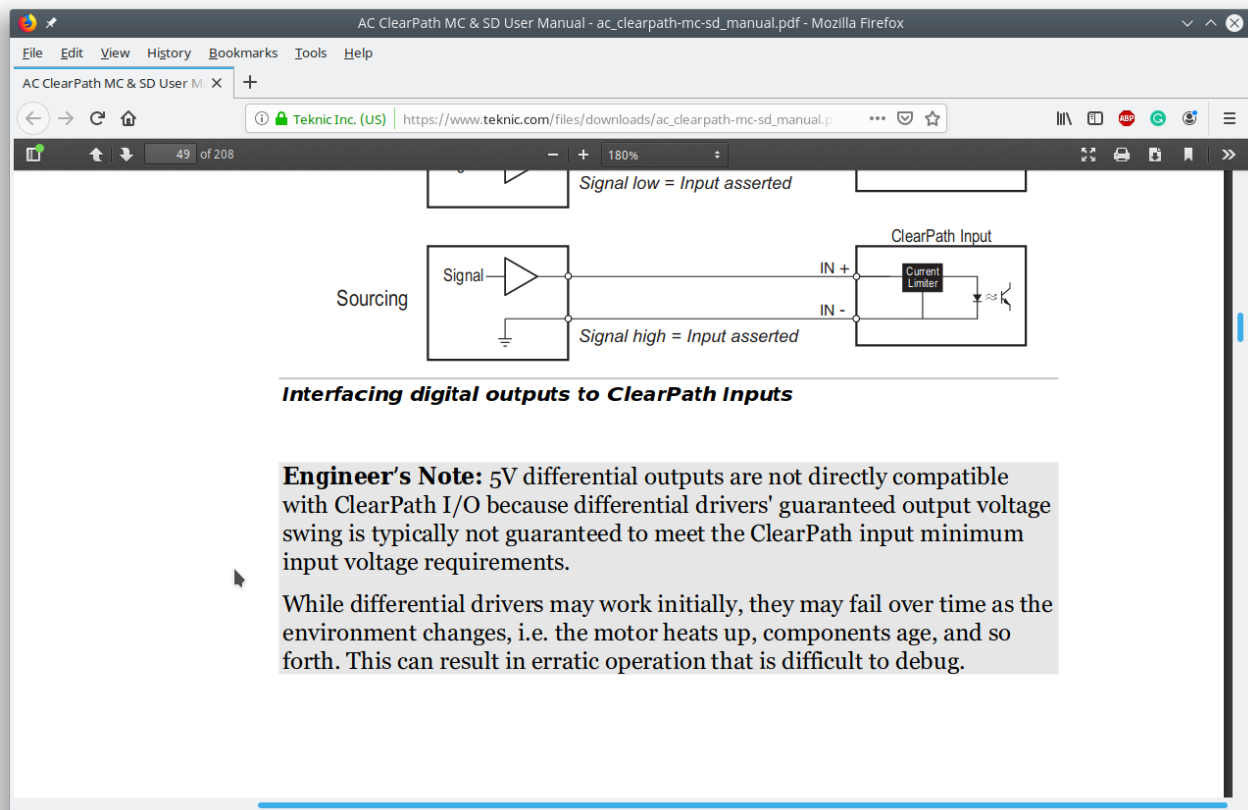 AC ClearPath MC & SD User Manual - ac_clearpath-mc-sd_manual.pdf - Mozilla Firefox
File Edit View History Bookmarks Tools Help
AC ClearPath MC & SD User M
Teknic Inc. (US) https://www.teknic.com/files/downloads/ac_clearpath-mc-sd_manual.p
ABP
49 of 208
180%
Signal low = Input asserted
ClearPath Input
Signal
IN +
Current
Limiter
Sourcing
IN -
Signal high = Input asserted
Interfacing digital outputs to ClearPath Inputs
Engineer's Note: 5V differential outputs are not directly compatible
with ClearPath I/O because differential drivers' guaranteed output voltage
swing is typically not guaranteed to meet the ClearPath input minimum
input voltage requirements.
While differential drivers may work initially, they may fail over time as the
environment changes, i.e. the motor heats up, components age, and so
forth. This can result in erratic operation that is difficult to debug.